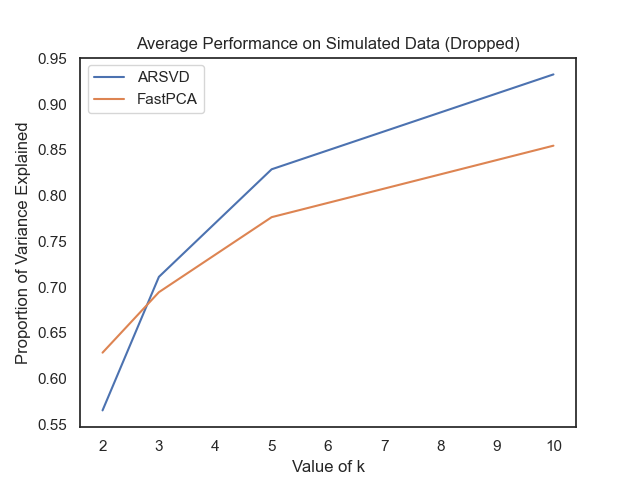 Average Performance on Simulated Data (Dropped)
ARSVD
FastPCA
Proportion of Variance Explained
0.95
0.90
0.85
0.80
0.75
0.70
0.65
0.60
0.55
2 3 4 5 6 7 8 9 10
Value of k